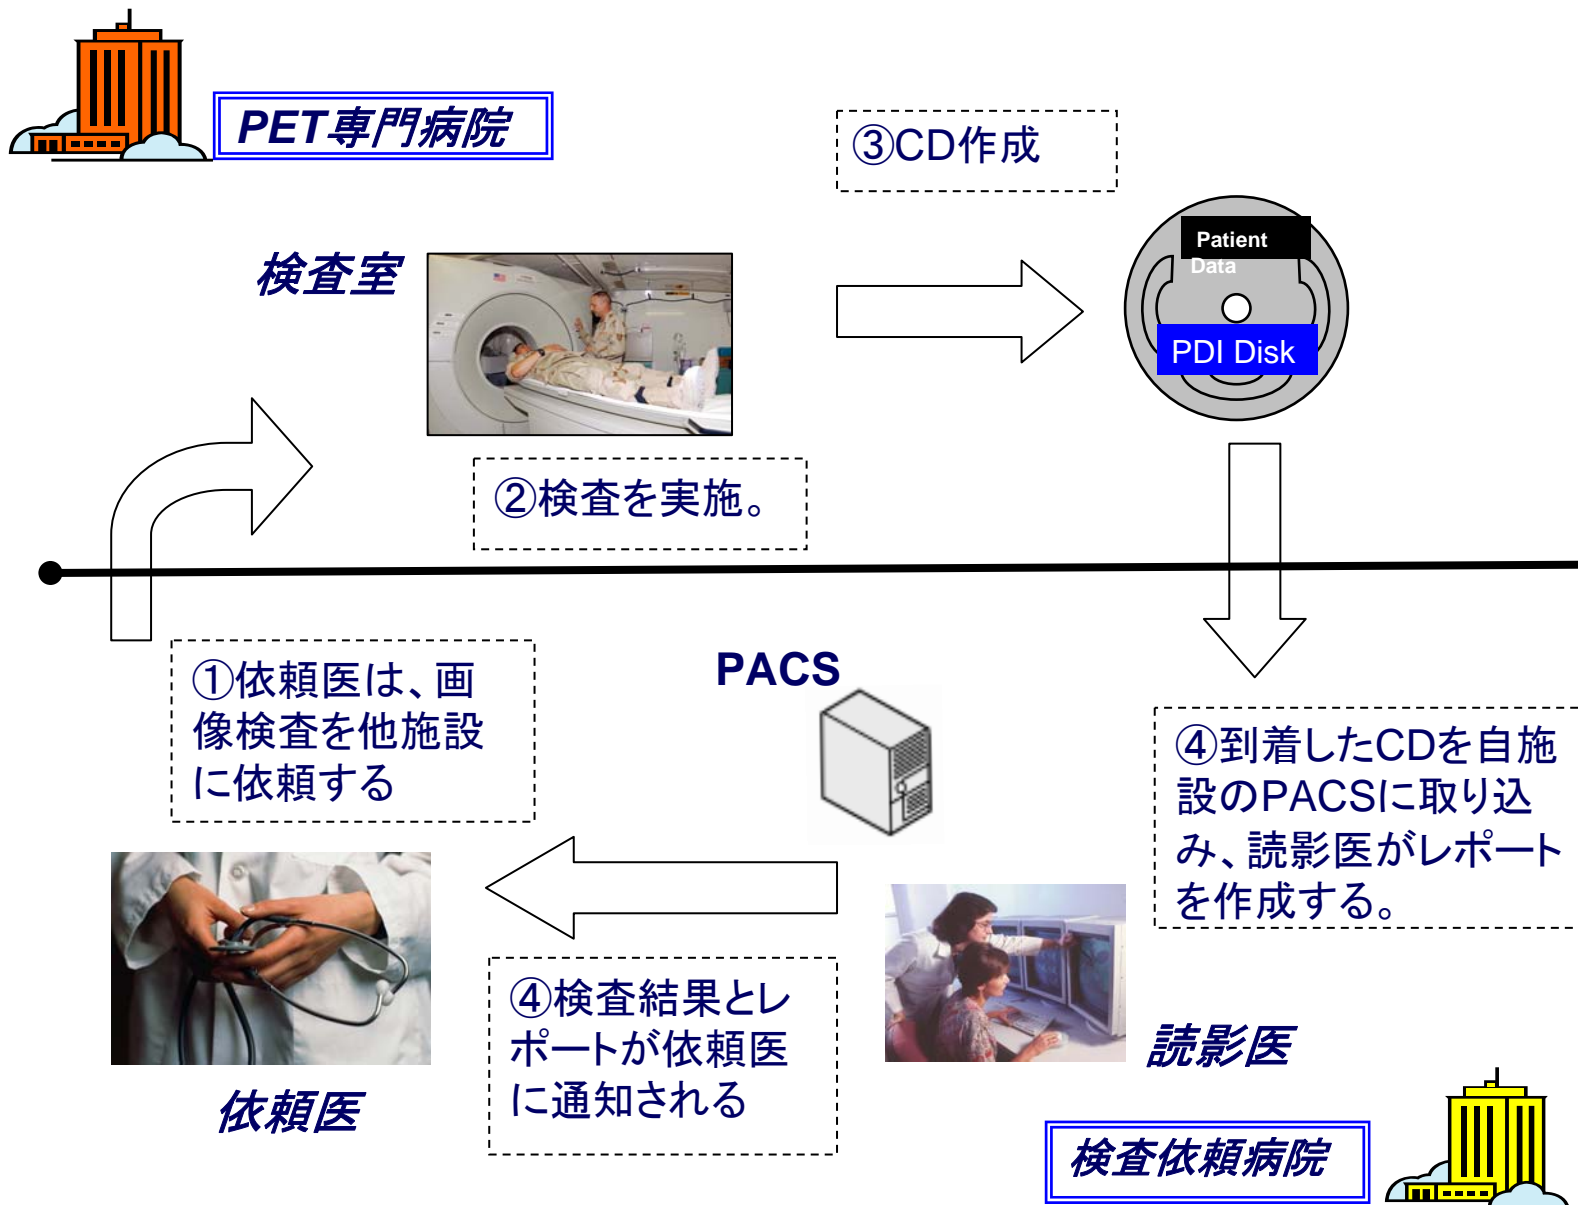 PET専門病院
③CD作成
Patient
Data
PDI Disk
検査室
②検査を実施。
①依頼医は、画
像検査を他施設
に依頼する
PACS
④到着したCDを自施
設のPACSに取り込
み、読影医がレポート
を作成する。
④検査結果とレ
ポートが依頼医
に通知される
読影医
依頼医
検査依頼病院